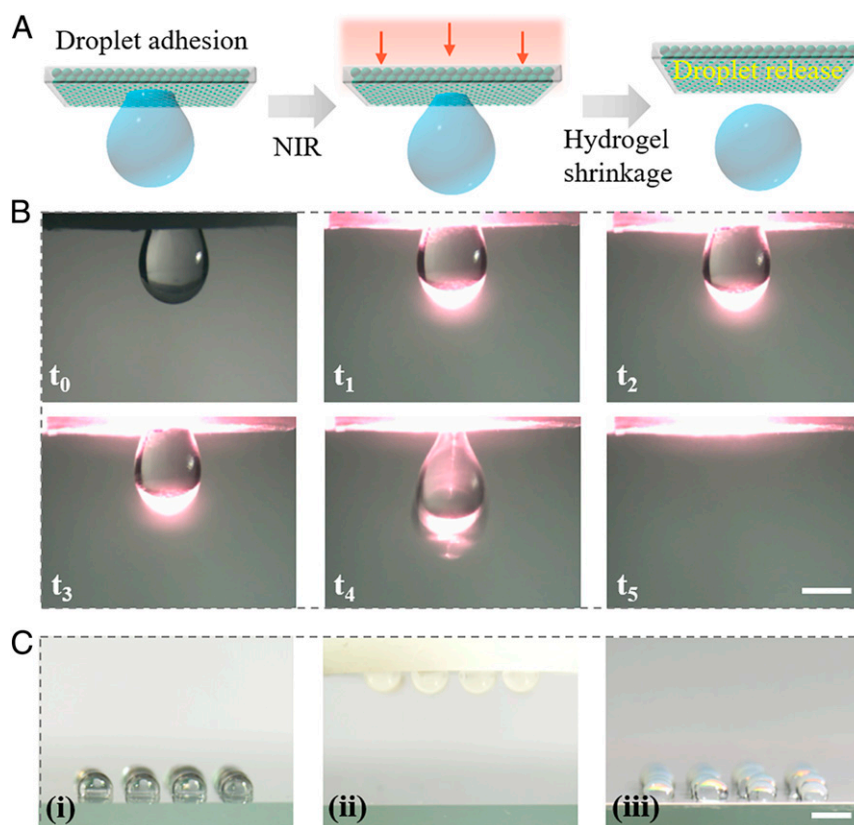 A
Droplet adhesion
NIR
Hydrogel
shrinkage
Droplet release
B
t₀
t₁
t₂
t₃
t₄
t₅
C
(i)
(ii)
(iii)